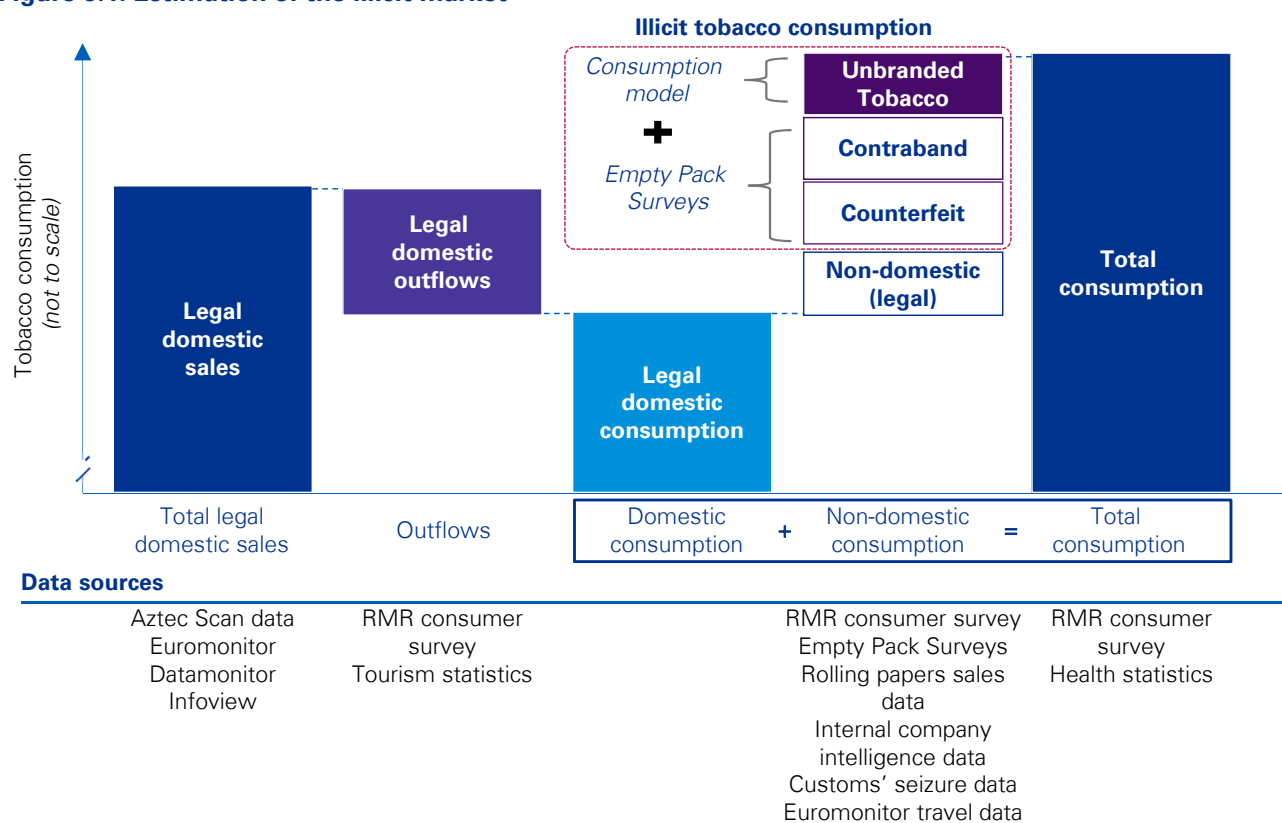 Illicit tobacco consumption
Tobacco consumption
(not to scale)
Legal
domestic
sales
Legal
domestic
outflows
Legal
domestic
consumption
Consumption
model
+
Empty Pack
Surveys
Unbranded
Tobacco
Contraband
Counterfeit
Non-domestic
(legal)
Total
consumption
Total legal
domestic sales
Outflows
Domestic
consumption
+
Non-domestic
consumption
=
Total
consumption
Data sources
Aztec Scan data
Euromonitor
Datamonitor
Infoview
RMR consumer
survey
Tourism statistics
RMR consumer survey
Empty Pack Surveys
Rolling papers sales
data
Internal company
intelligence data
Customs’ seizure data
Euromonitor travel data
RMR consumer
survey
Health statistics